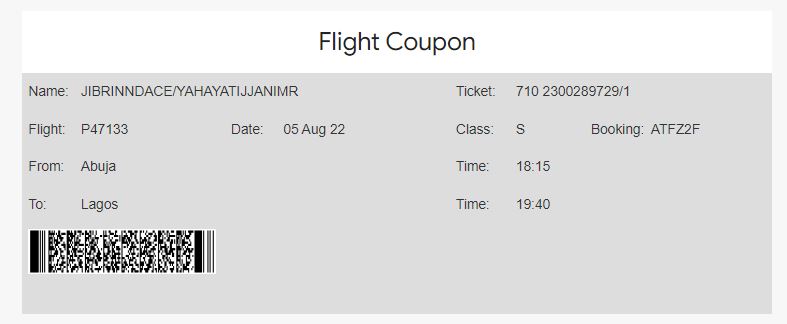 Flight Coupon
Name: JIBRINNDACE/YAHAYATIJJANIMR Ticket: 710 2300289729/1
Flight: P47133 Date: 05 Aug 22 Class: S Booking: ATFZ2F
From: Abuja Time: 18:15
To: Lagos Time: 19:40